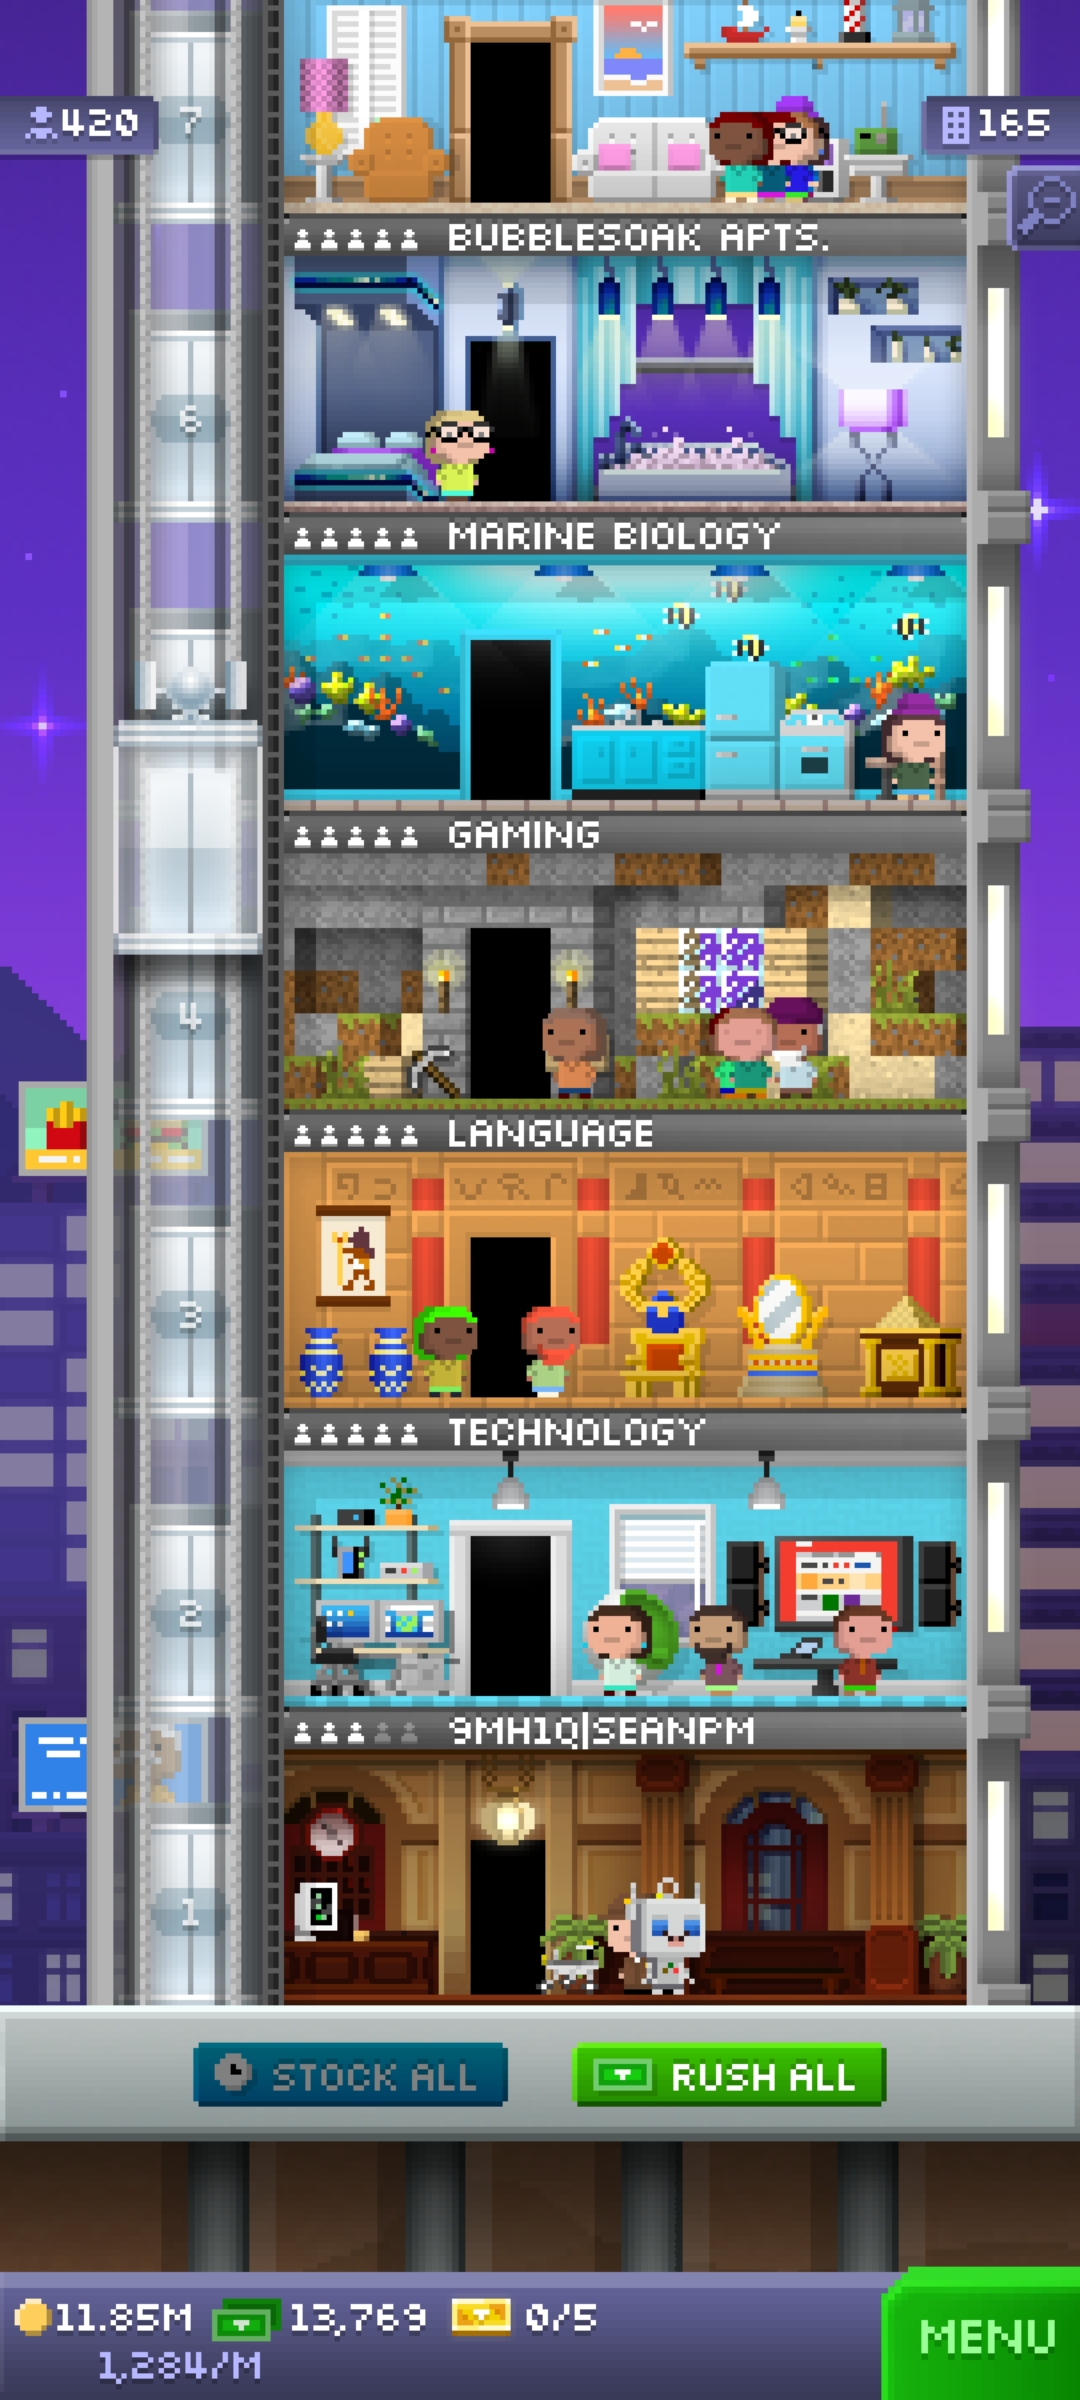 7
420
165
BUBBLESOAK APTS.
6
MARINE BIOLOGY
GAMING
4
LANGUAGE
3
TECHNOLOGY
2
9MH1Q|SEANPM
1
STOCK ALL
RUSH ALL
11.85M 13,769 0/5
1,284/M
MENU